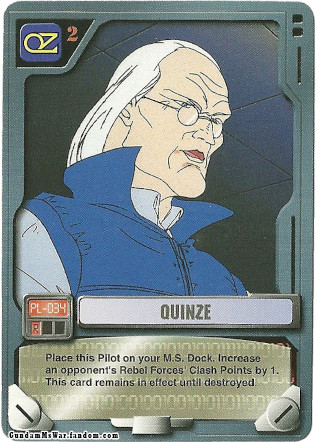 OZ 2
QUINZE
PL-034
R
Place this Pilot on your M.S. Dock. Increase
an opponent's Rebel Forces' Clash Points by 1.
This card remains in effect until destroyed.
GundamMsWar.fandom.com